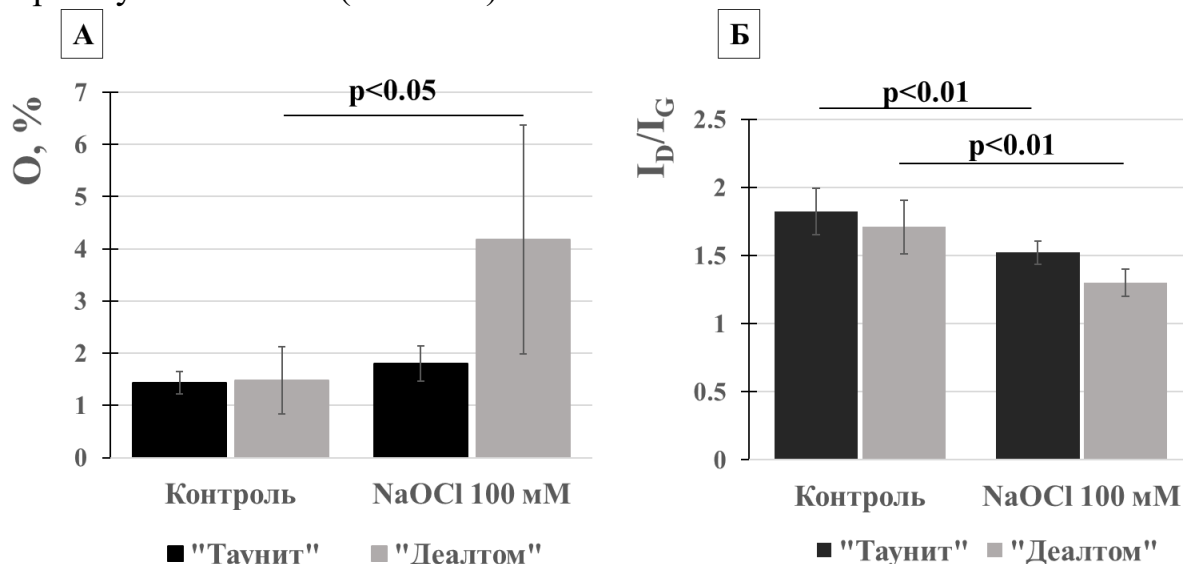 А
O, %
7
6
5
4
3
2
1
0
p<0.05
Контроль
NaOCl 100 мМ
"Таунит"
"Деалтом"
Б
I_D/I_G
2.5
2
1.5
1
0.5
0
p<0.01
p<0.01
Контроль
NaOCl 100 мМ
"Таунит"
"Деалтом"